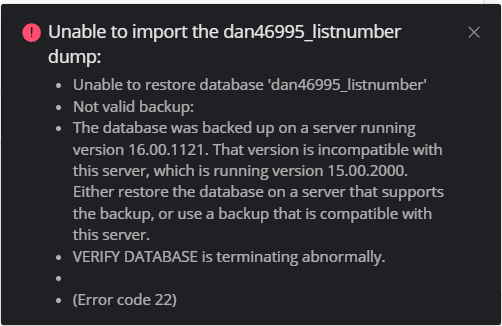 Unable to import the dan46995_listnumber
dump:
• Unable to restore database 'dan46995_listnumber'
• Not valid backup:
• The database was backed up on a server running
version 16.00.1121. That version is incompatible with
this server, which is running version 15.00.2000.
Either restore the database on a server that supports
the backup, or use a backup that is compatible with
this server.
• VERIFY DATABASE is terminating abnormally.
•
• (Error code 22)